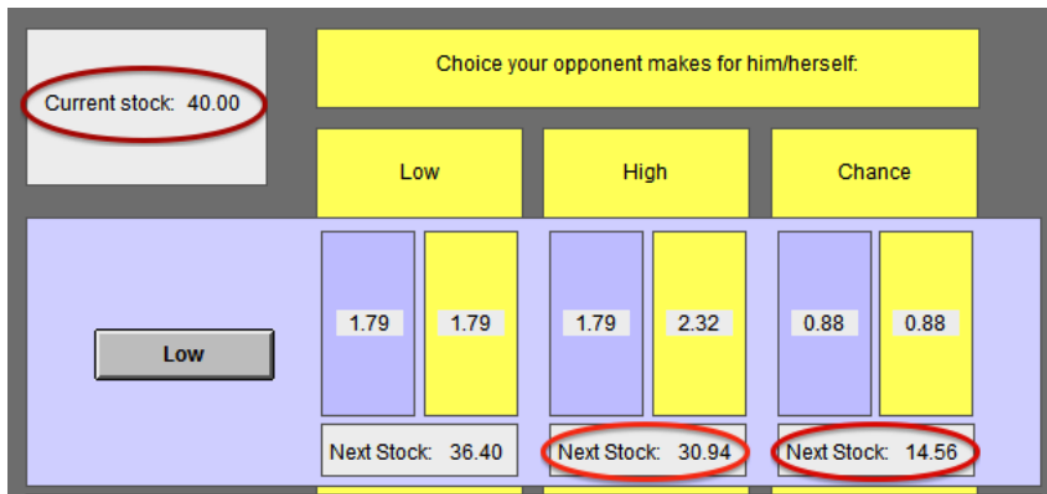 Current stock: 40.00
Choice your opponent makes for him/herself:
Low High Chance
Low
1.79 1.79 1.79 2.32 0.88 0.88
Next Stock: 36.40 Next Stock: 30.94 Next Stock: 14.56